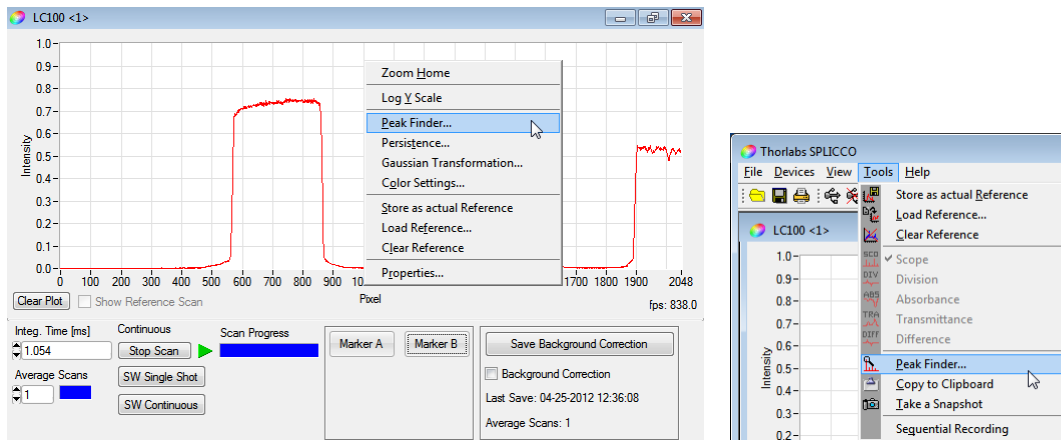 LC100 <1>
1.0
0.9
0.8
0.7
0.6
0.5
0.4
0.3
0.2
0.1
0.0
Intensity
0 100 200 300 400 500 600 700 800 900 10 1700 1800 1900 2048
Pixel
Zoom Home
Log Y Scale
Peak Finder...
Persistence...
Gaussian Transformation...
Color Settings...
Store as actual Reference
Load Reference...
Clear Reference
Properties...
Clear Plot Show Reference Scan
fps: 838.0
Integ. Time [ms] Continuous Scan Progress
1.054 Stop Scan
Average Scans SW Single Shot
1 SW Continuous
Marker A Marker B
Save Background Correction
Background Correction
Last Save: 04-25-2012 12:36:08
Average Scans: 1
Thorlabs SPLICCO
File Devices View Tools Help
LC100 <1>
1.0
0.9
0.8
0.7
0.6
0.5
0.4
0.3
0.2
Intensity
Store as actual Reference
Load Reference...
Clear Reference
SCO Scope
DIV Division
ABS Absorbance
TRA Transmittance
DIFF Difference
Peak Finder...
Copy to Clipboard
Take a Snapshot
Sequential Recording